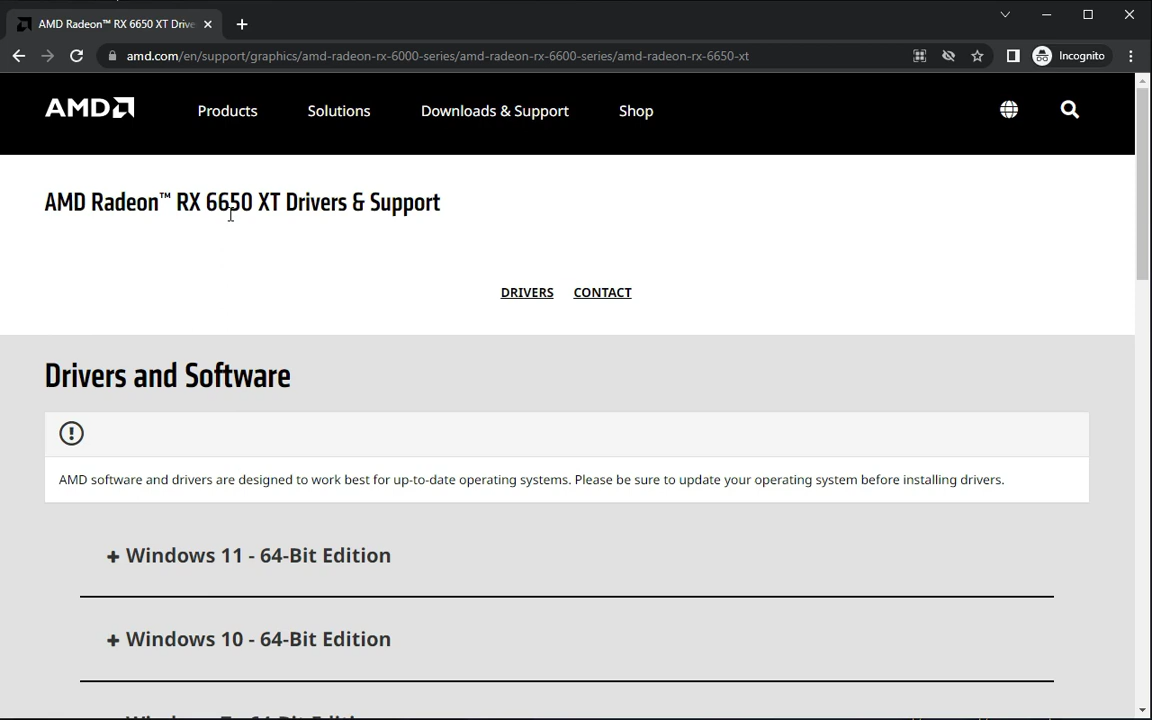 AMD Radeon™ RX 6650 XT Drive
amd.com/en/support/graphics/amd-radeon-rx-6000-series/amd-radeon-rx-6600-series/amd-radeon-rx-6650-xt
Incognito
AMD
Products
Solutions
Downloads & Support
Shop
AMD Radeon™ RX 6650 XT Drivers & Support
DRIVERS
CONTACT
Drivers and Software
AMD software and drivers are designed to work best for up-to-date operating systems. Please be sure to update your operating system before installing drivers.
+ Windows 11 - 64-Bit Edition
+ Windows 10 - 64-Bit Edition